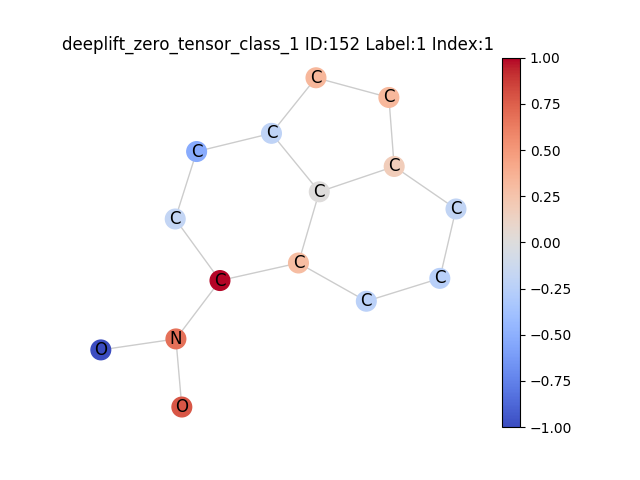 deeplift_zero_tensor_class_1 ID:152 Label:1 Index:1
1.00
0.75
0.50
0.25
0.00
−0.25
−0.50
−0.75
−1.00
C
C
C
C
C
C
C
C
C
C
C
C
N
O
O